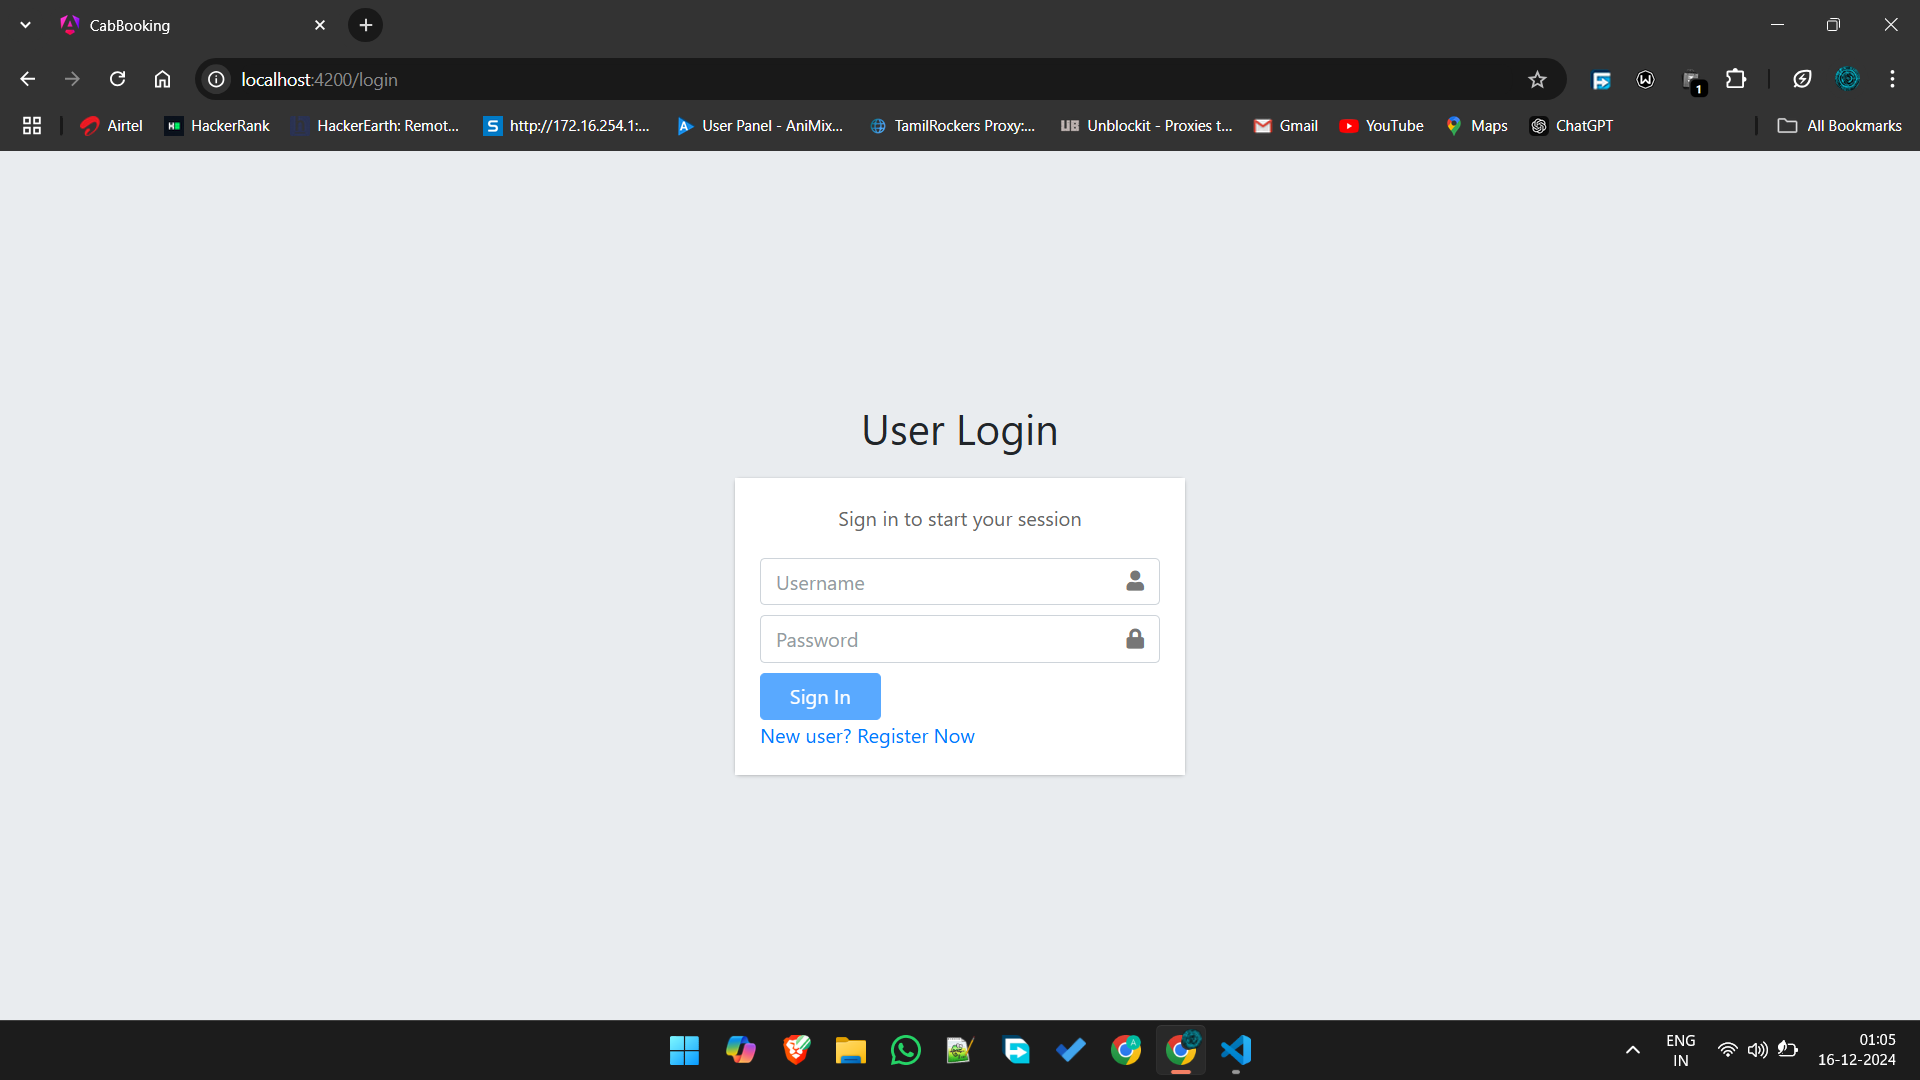 CabBooking
localhost:4200/login
Airtel
HackerRank
HackerEarth: Remot...
http://172.16.254.1:...
User Panel - AniMix...
TamilRockers Proxy:...
Unblockit - Proxies t...
Gmail
YouTube
Maps
ChatGPT
All Bookmarks
1
User Login
Sign in to start your session
Username
Password
Sign In
New user? Register Now
ENG
IN
01:05
16-12-2024